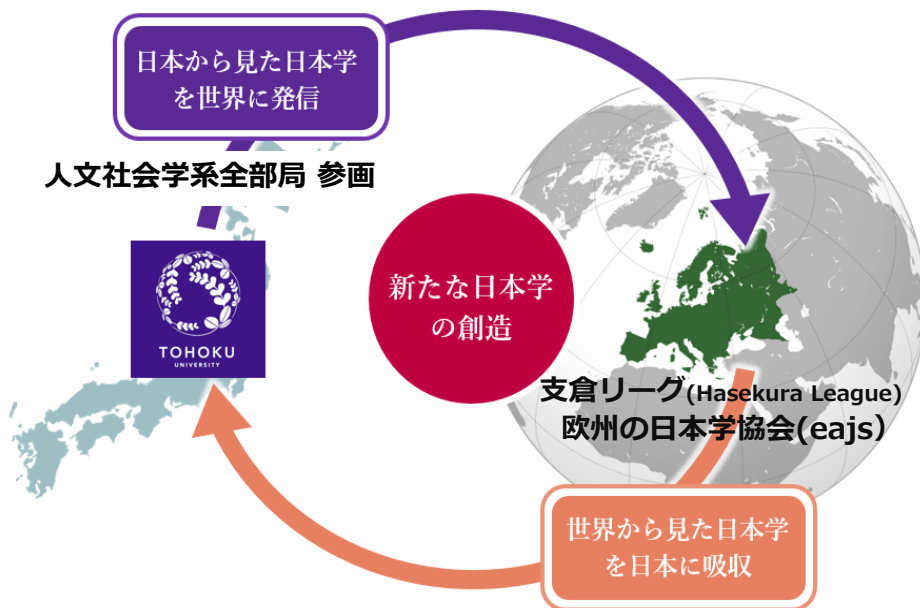 日本から見た日本学
を世界に発信
人文社会学系全部局 参画
TOHOKU
UNIVERSITY
新たな日本学
の創造
支倉リーグ(Hasekura League)
欧州の日本学協会(eajs）
世界から見た日本学
を日本に吸収